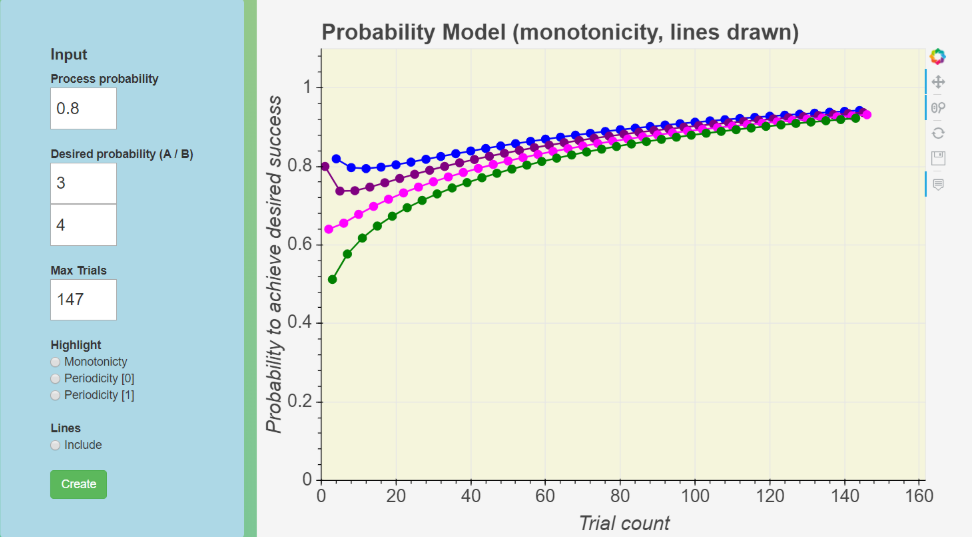 Input
Process probability
0.8
Desired probability (A / B)
3
4
Max Trials
147
Highlight
Monotonicty
Periodicity [0]
Periodicity [1]
Lines
Include
Create
Probability Model (monotonicity, lines drawn)
Probability to achieve desired success
1
0.8
0.6
0.4
0.2
0
0 20 40 60 80 100 120 140 160
Trial count